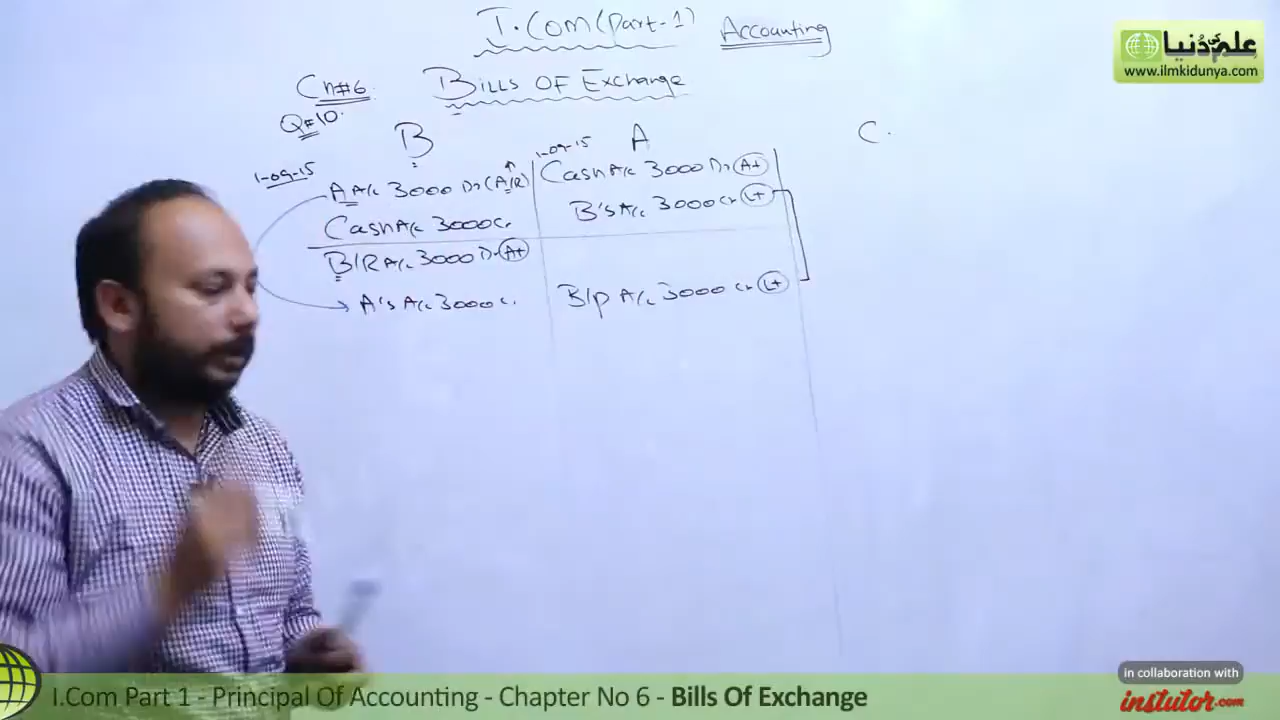 I.Com (Part-1) Accounting
علم کی دُنیا
www.ilmkidunya.com
Ch#6 Bills Of Exchange
Q#10.
B A C.
1-09-15
A A/c 3000 Dr (A/R)
Cash A/c 3000 Cr
B/R A/c 3000 Dr A+
A's A/c 3000 Cr
1-09-15
Cash A/c 3000 Dr A+
B's A/c 3000 Cr L+
B/p A/c 3000 Cr L+
in collaboration with
instutor.com
I.Com Part 1 - Principal Of Accounting - Chapter No 6 - Bills Of Exchange